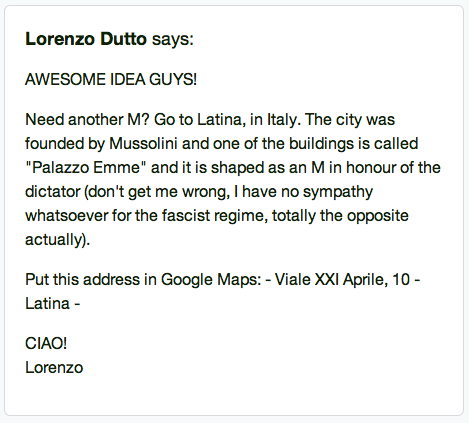 Lorenzo Dutto says:
AWESOME IDEA GUYS!
Need another M? Go to Latina, in Italy. The city was
founded by Mussolini and one of the buildings is called
"Palazzo Emme" and it is shaped as an M in honour of the
dictator (don't get me wrong, I have no sympathy
whatsoever for the fascist regime, totally the opposite
actually).
Put this address in Google Maps: - Viale XXI Aprile, 10 -
Latina -
CIAO!
Lorenzo